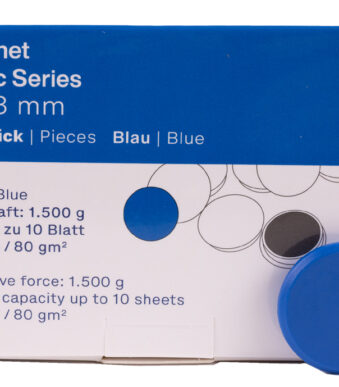 net
c Series
8 mm
ick | Pieces Blau | Blue
Blue
aft: 1.500 g
zu 10 Blatt
/ 80 gm²
ve force: 1.500 g
capacity up to 10 sheets
/ 80 gm²